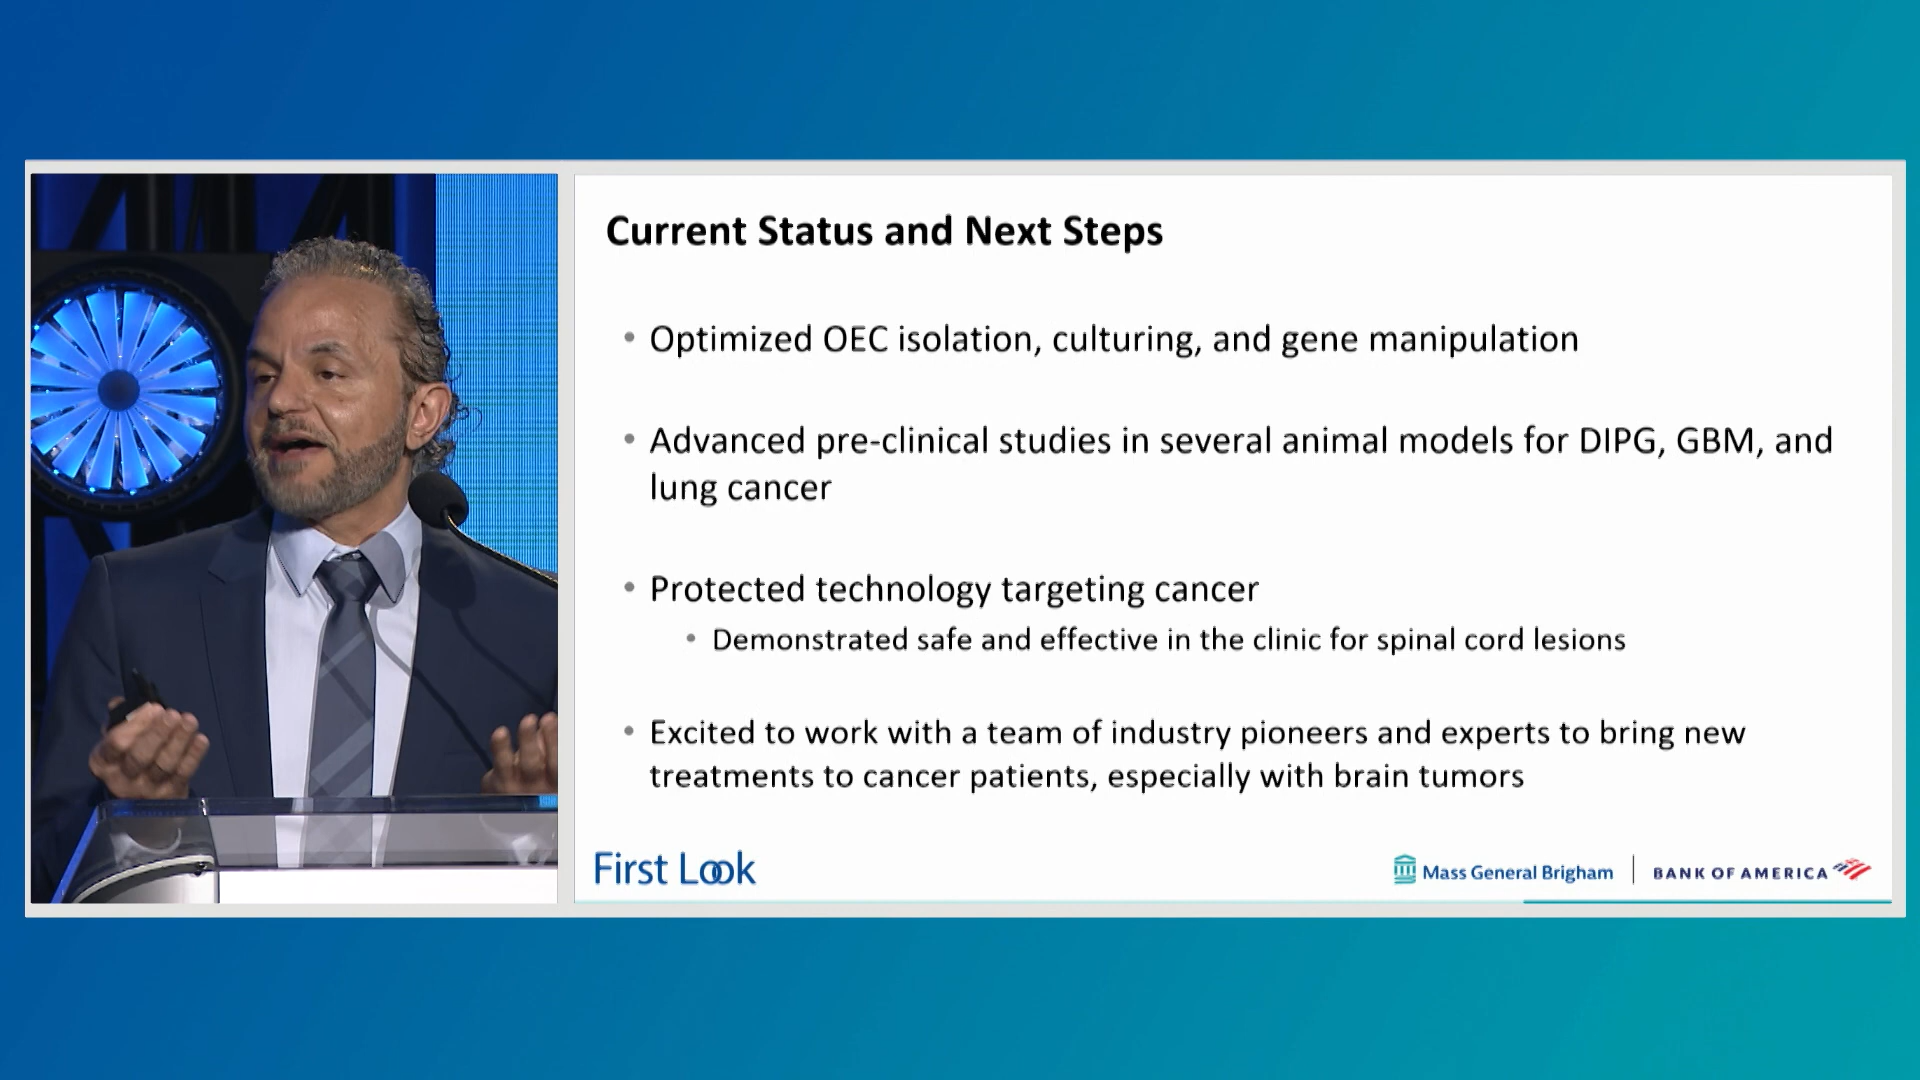 Current Status and Next Steps
• Optimized OEC isolation, culturing, and gene manipulation
• Advanced pre-clinical studies in several animal models for DIPG, GBM, and
lung cancer
• Protected technology targeting cancer
• Demonstrated safe and effective in the clinic for spinal cord lesions
• Excited to work with a team of industry pioneers and experts to bring new
treatments to cancer patients, especially with brain tumors
First Look
Mass General Brigham
BANK OF AMERICA